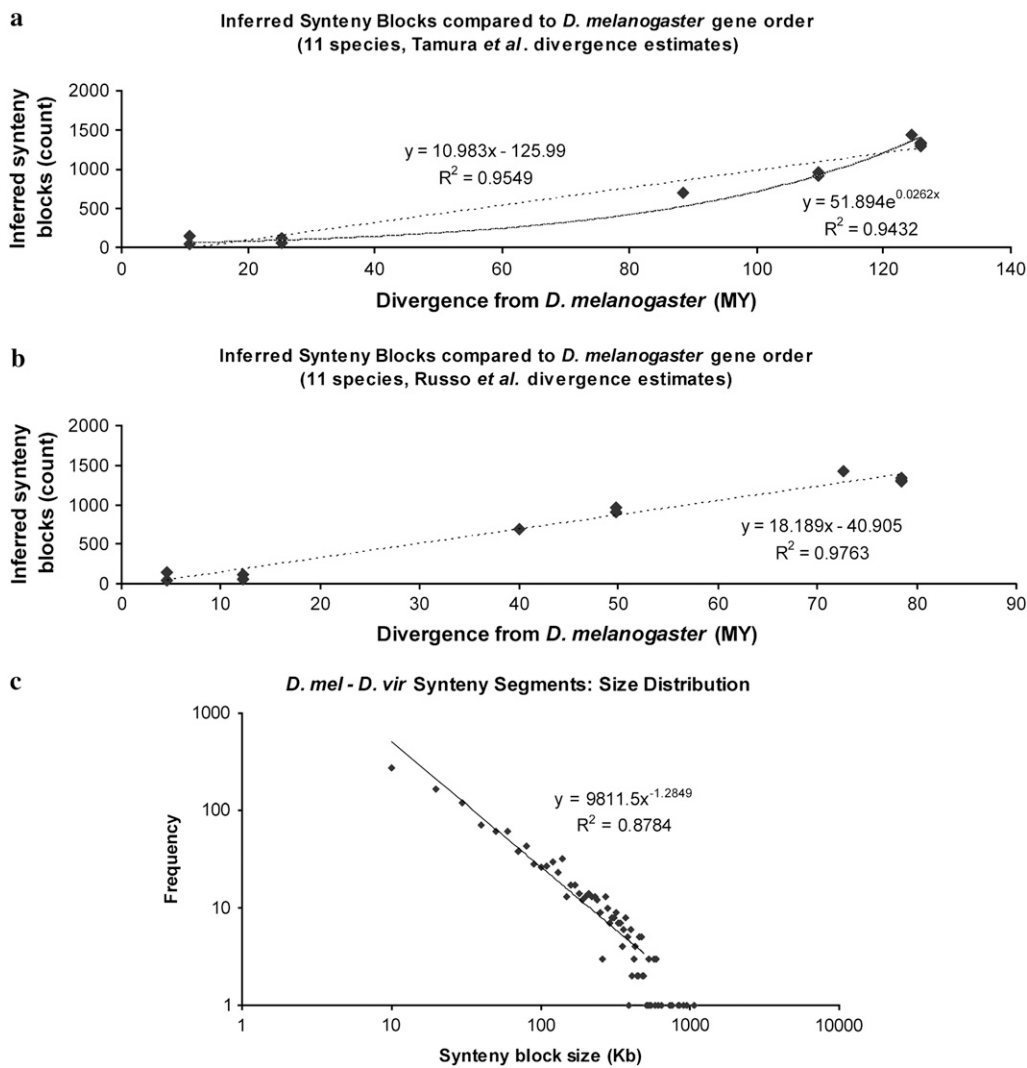 a
Inferred Synteny Blocks compared to D. melanogaster gene order
(11 species, Tamura et al. divergence estimates)
Inferred synteny
blocks (count)
2000
1500
1000
500
0
y = 10.983x - 125.99
R² = 0.9549
y = 51.894e^0.0262x
R² = 0.9432
0 20 40 60 80 100 120 140
Divergence from D. melanogaster (MY)
b
Inferred Synteny Blocks compared to D. melanogaster gene order
(11 species, Russo et al. divergence estimates)
Inferred synteny
blocks (count)
2000
1500
1000
500
0
y = 18.189x - 40.905
R² = 0.9763
0 10 20 30 40 50 60 70 80 90
Divergence from D. melanogaster (MY)
c
D. mel - D. vir Synteny Segments: Size Distribution
Frequency
1000
100
10
1
y = 9811.5x^-1.2849
R² = 0.8784
1 10 100 1000 10000
Synteny block size (Kb)